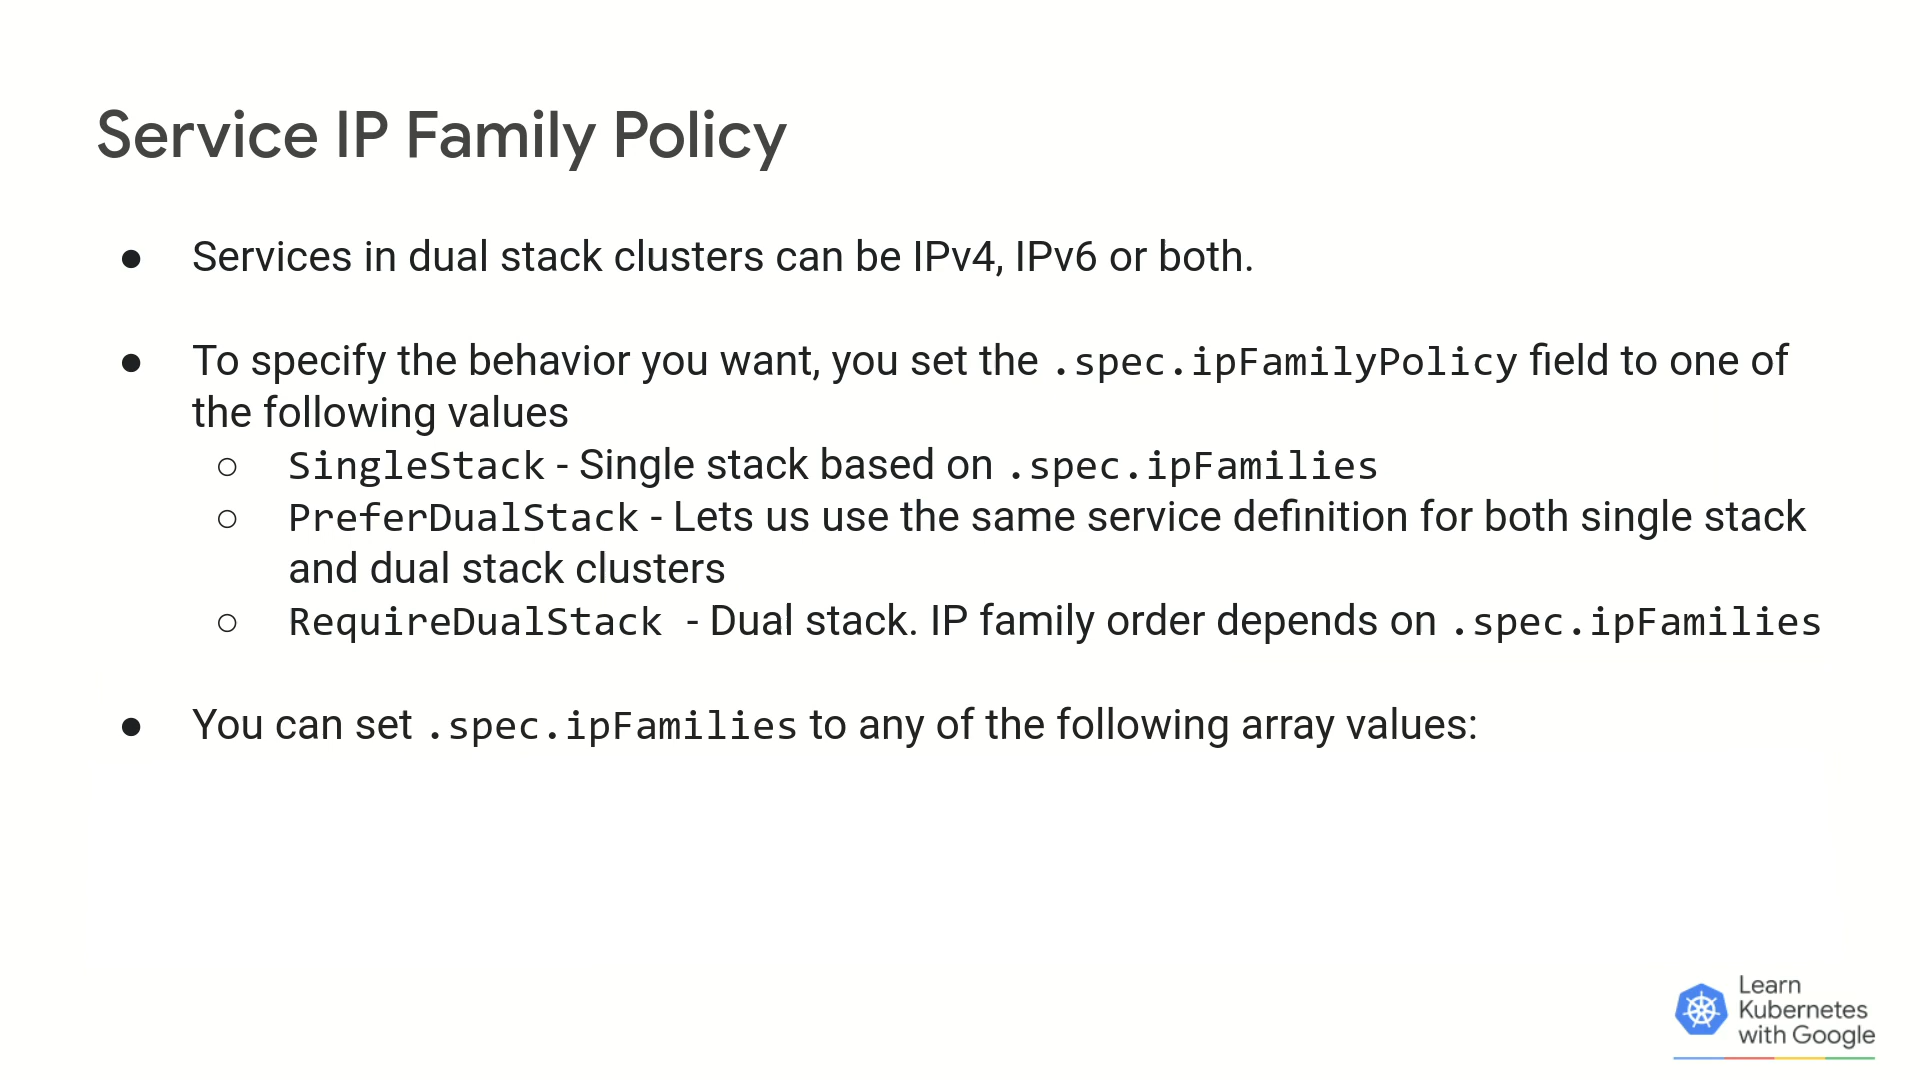 Service IP Family Policy
● Services in dual stack clusters can be IPv4, IPv6 or both.
● To specify the behavior you want, you set the .spec.ipFamilyPolicy field to one of
the following values
○ SingleStack - Single stack based on .spec.ipFamilies
○ PreferDualStack - Lets us use the same service definition for both single stack
and dual stack clusters
○ RequireDualStack - Dual stack. IP family order depends on .spec.ipFamilies
● You can set .spec.ipFamilies to any of the following array values:
Learn
Kubernetes
with Google